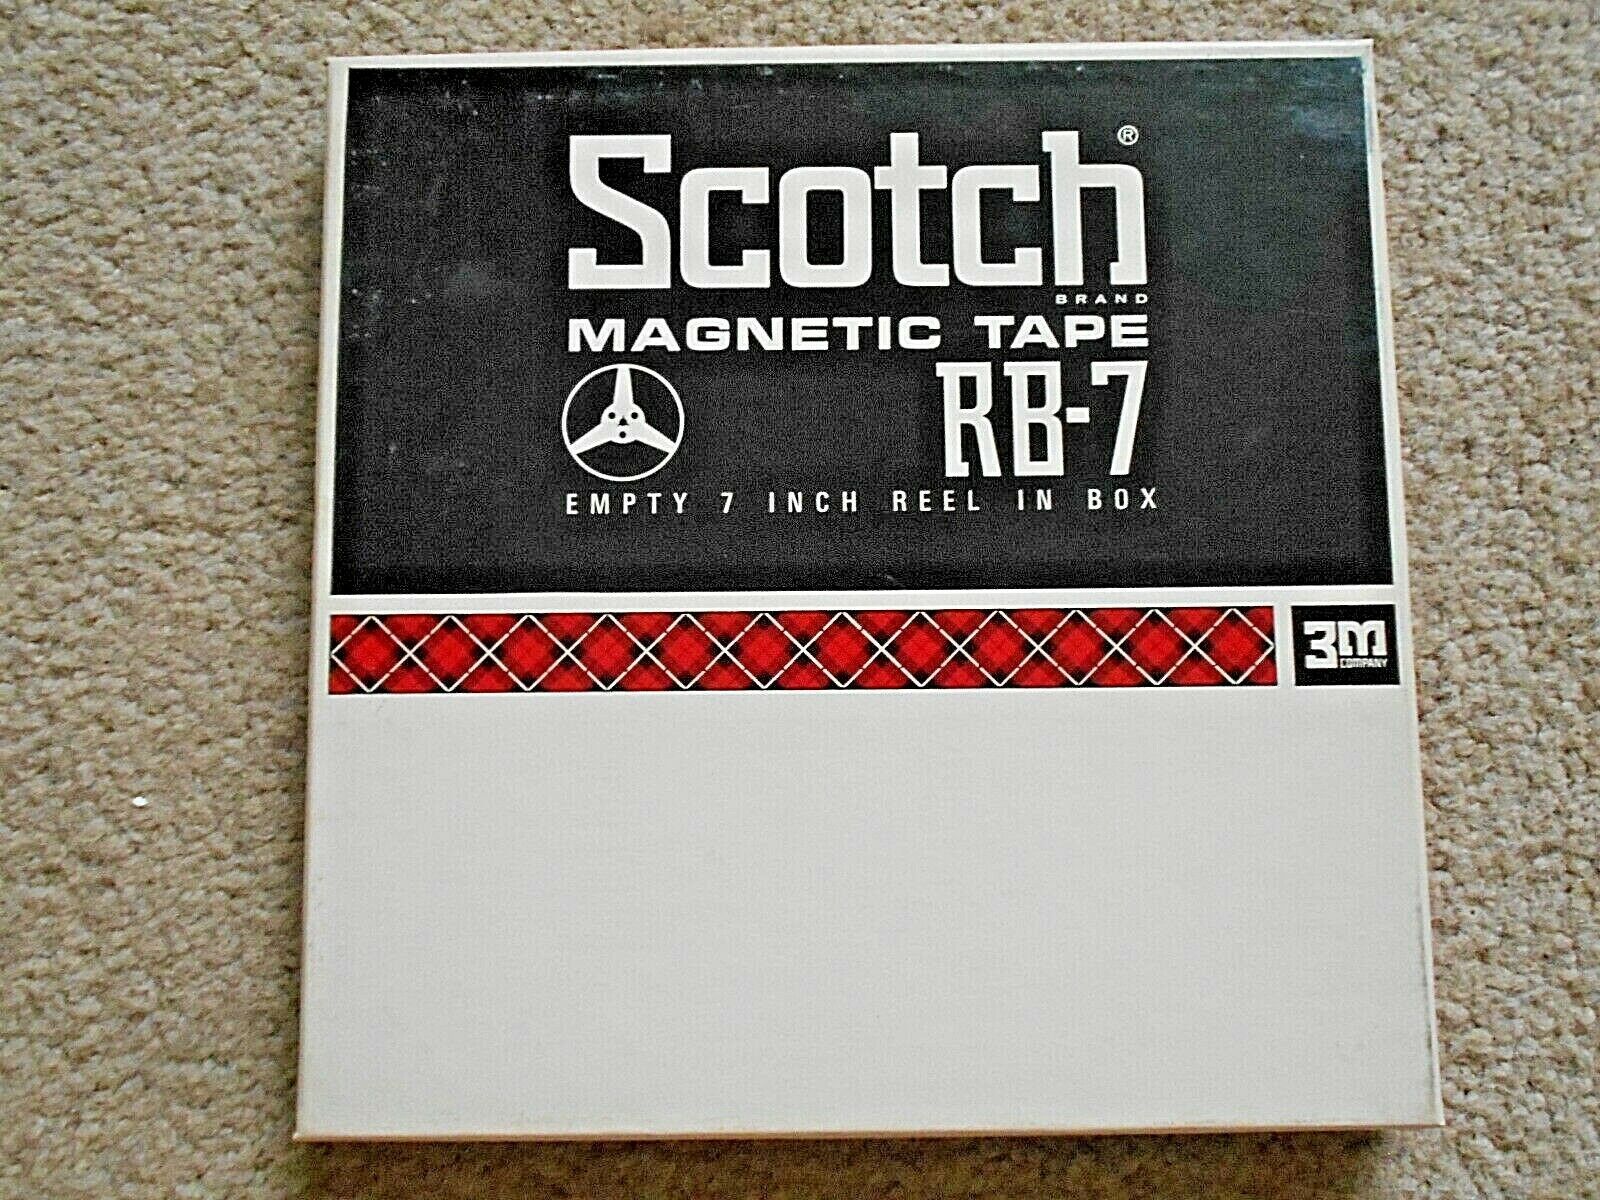 Scotch®
BRAND
MAGNETIC TAPE
RB-7
EMPTY 7 INCH REEL IN BOX
3M
COMPANY